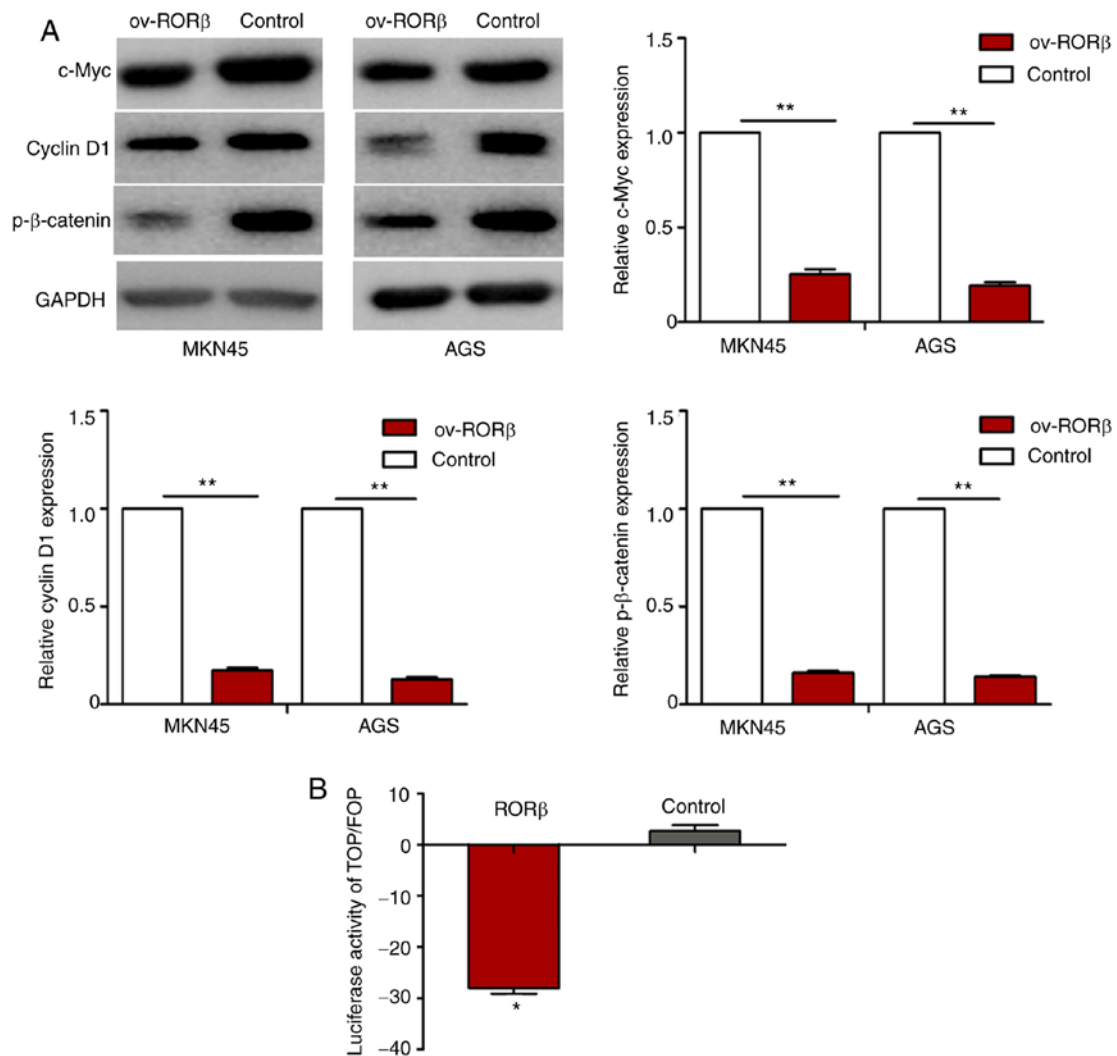 A
ov-RORβ Control ov-RORβ Control
c-Myc
Cyclin D1
p-β-catenin
GAPDH
MKN45 AGS
Relative c-Myc expression
1.5
1.0
0.5
0
ov-RORβ
Control
** **
MKN45 AGS
Relative cyclin D1 expression
1.5
1.0
0.5
0
ov-RORβ
Control
** **
MKN45 AGS
Relative p-β-catenin expression
1.5
1.0
0.5
0
ov-RORβ
Control
** **
MKN45 AGS
B
Luciferase activity of TOP/FOP
10
0
−10
−20
−30
−40
RORβ Control
*